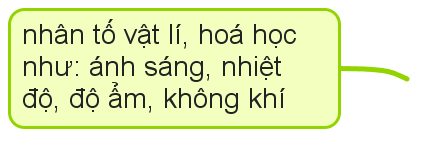 nhân tố vật lí, hoá học
như: ánh sáng, nhiệt
độ, độ ẩm, không khí